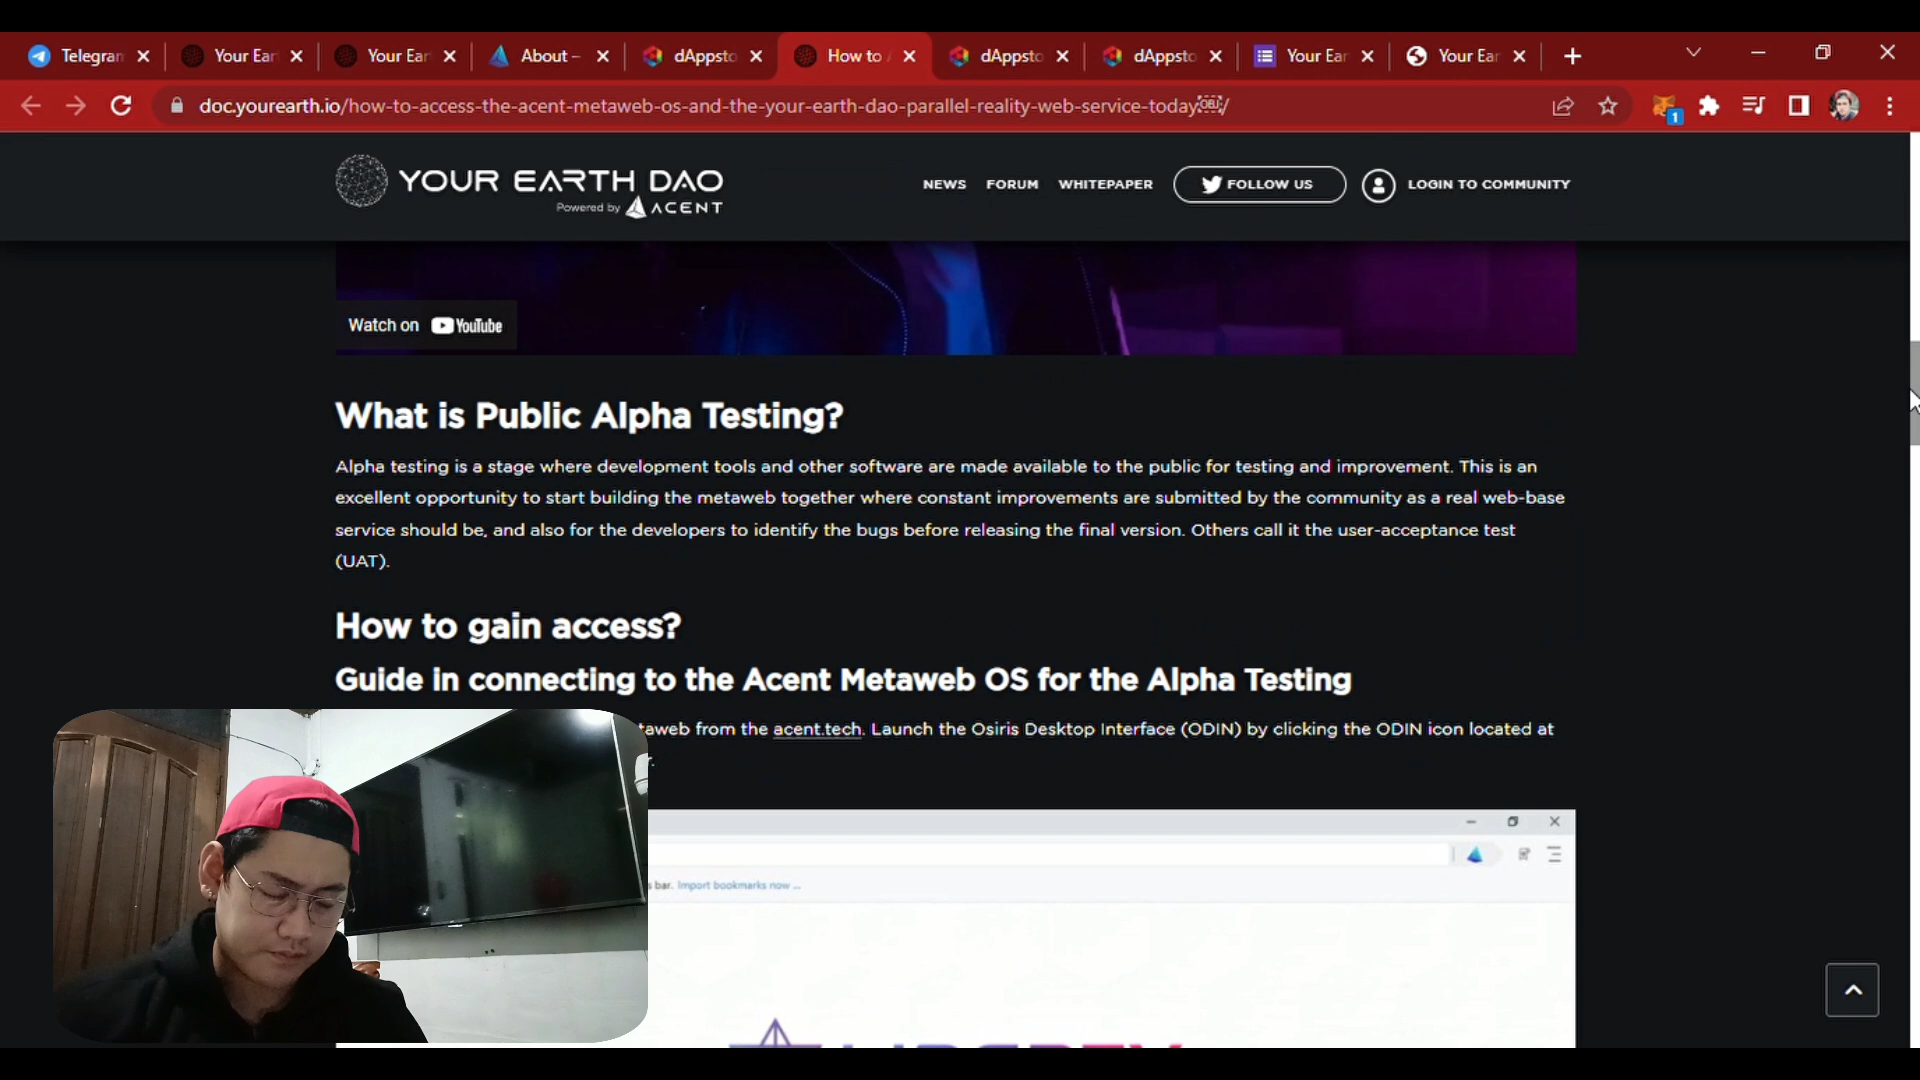 Telegran
Your Ear
Your Ear
About –
dAppsto
How to
dAppsto
dAppsto
Your Ear
Your Ear
doc.yourearth.io/how-to-access-the-acent-metaweb-os-and-the-your-earth-dao-parallel-reality-web-service-today￼/
1
YOUR EARTH DAO
Powered by ACENT
NEWS FORUM WHITEPAPER FOLLOW US LOGIN TO COMMUNITY
Watch on YouTube
What is Public Alpha Testing?
Alpha testing is a stage where development tools and other software are made available to the public for testing and improvement. This is an
excellent opportunity to start building the metaweb together where constant improvements are submitted by the community as a real web-base
service should be, and also for the developers to identify the bugs before releasing the final version. Others call it the user-acceptance test
(UAT).
How to gain access?
Guide in connecting to the Acent Metaweb OS for the Alpha Testing
taweb from the acent.tech. Launch the Osiris Desktop Interface (ODIN) by clicking the ODIN icon located at
r.
s bar. Import bookmarks now ...